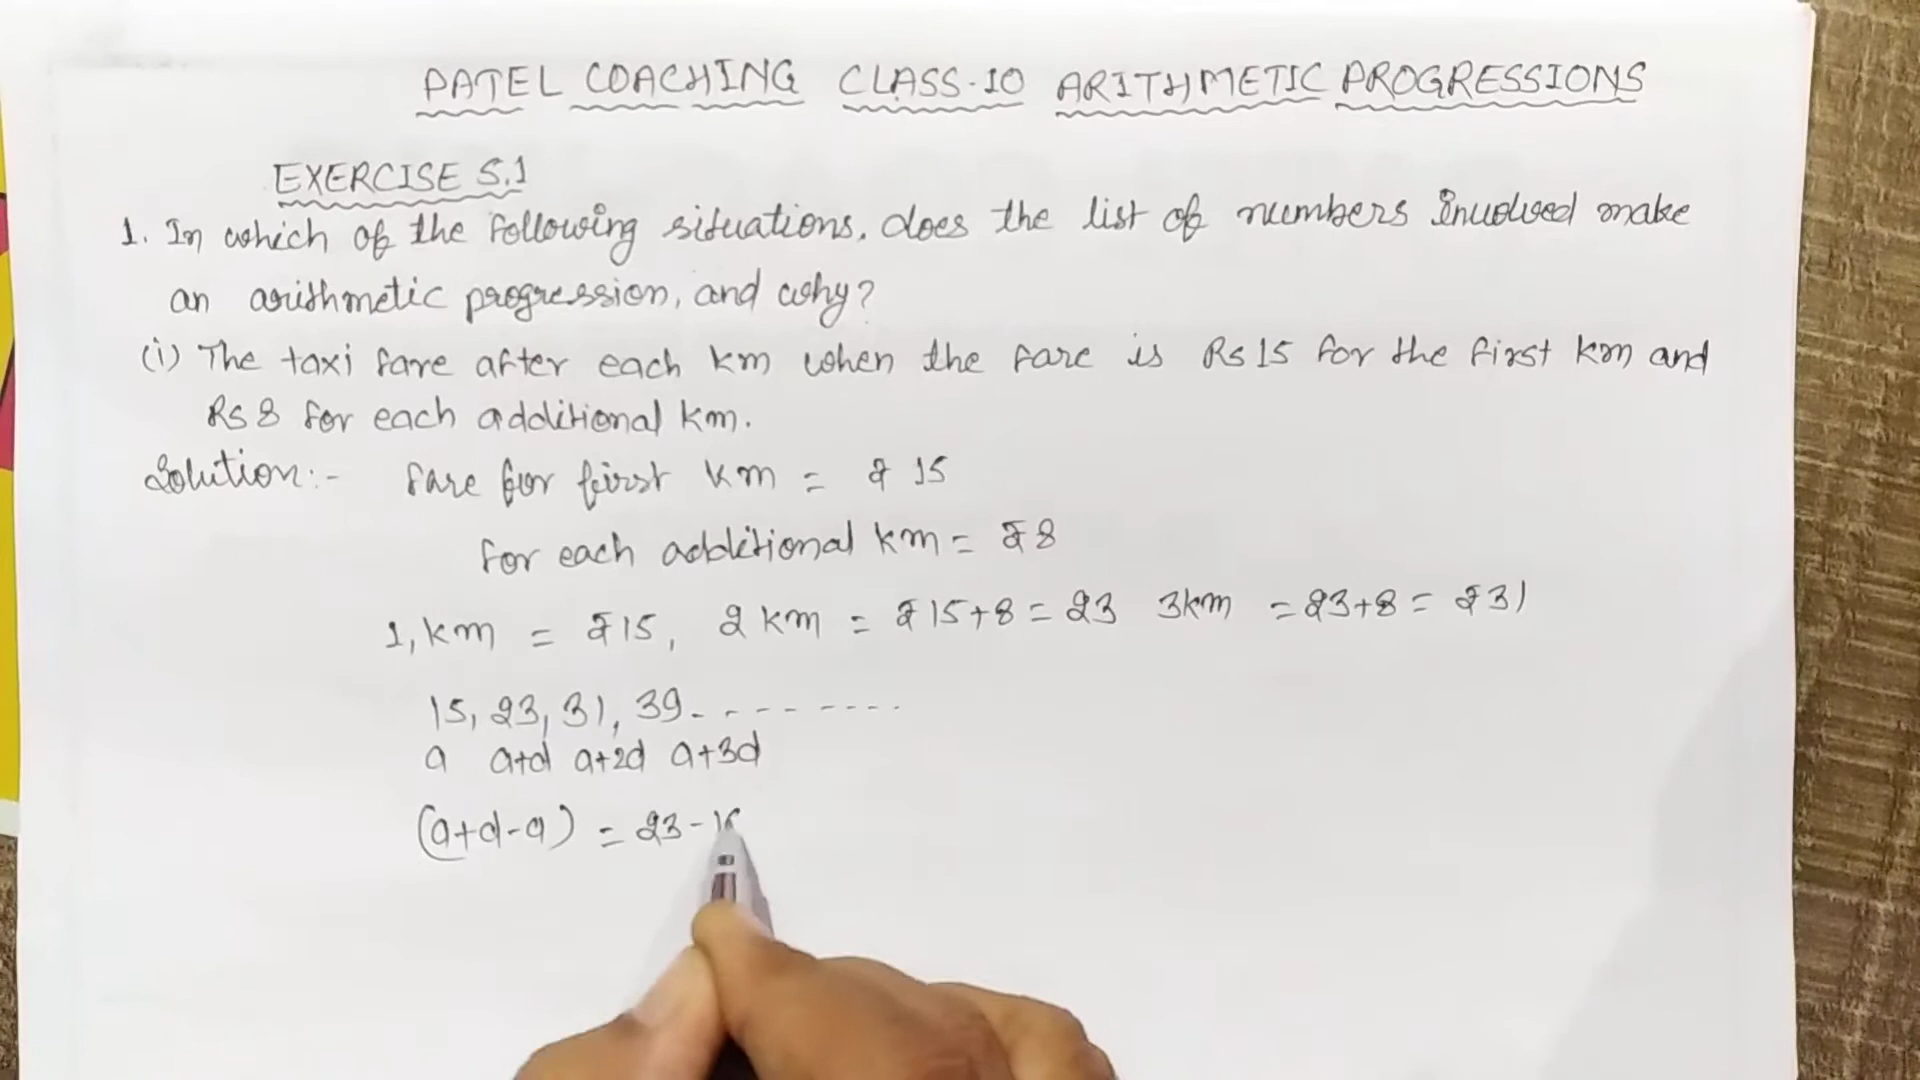 PATEL COACHING CLASS-10 ARITHMETIC PROGRESSIONS
EXERCISE 5.1
1. In which of the following situations, does the list of numbers involved make
an arithmetic progression, and why?
(i) The taxi fare after each km when the fare is Rs 15 for the first km and
Rs 8 for each additional km.
Solution:- fare for first km = ₹ 15
for each additional km = ₹ 8
1, km = ₹ 15, 2 km = ₹ 15+8 = 23 3km = 23+8 = ₹ 31
15, 23, 31, 39- - - - - - - - -
a a+d a+2d a+3d
(a+d-a) = 23-